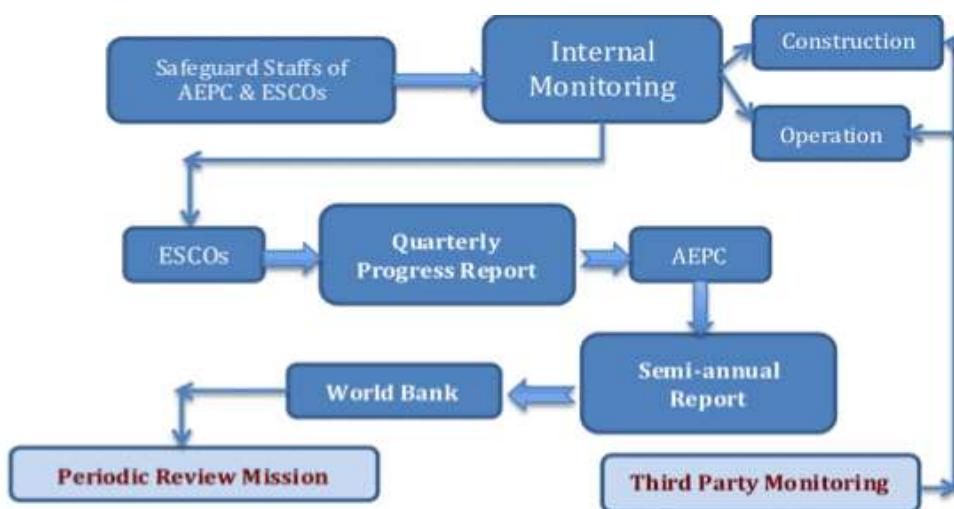 Safeguard Staffs of
AEPC & ESCOs
Internal
Monitoring
Construction
Operation
ESCOs
Quarterly
Progress Report
AEPC
Semi-annual
Report
World Bank
Periodic Review Mission
Third Party Monitoring